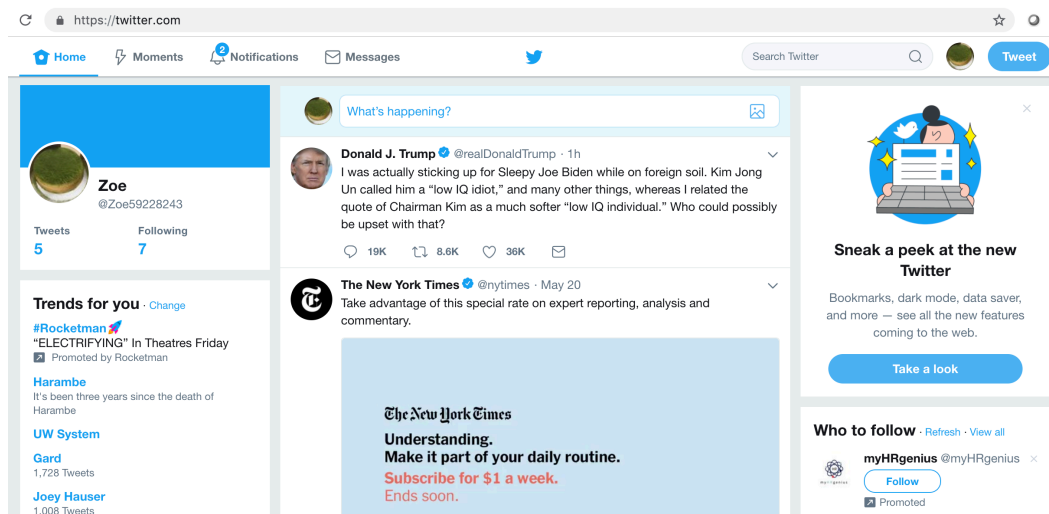 https://twitter.com
Home
Moments
2
Notifications
Messages
Search Twitter
Tweet
Zoe
@Zoe59228243
Tweets
Following
5
7
Trends for you · Change
#Rocketman
“ELECTRIFYING” In Theatres Friday
Promoted by Rocketman
Harambe
It's been three years since the death of
Harambe
UW System
Gard
1,728 Tweets
Joey Hauser
1,008 Tweets
What’s happening?
Donald J. Trump @realDonaldTrump · 1h
I was actually sticking up for Sleepy Joe Biden while on foreign soil. Kim Jong
Un called him a “low IQ idiot,” and many other things, whereas I related the
quote of Chairman Kim as a much softer “low IQ individual.” Who could possibly
be upset with that?
19K 8.6K 36K
The New York Times @nytimes · May 20
Take advantage of this special rate on expert reporting, analysis and
commentary.
The New York Times
Understanding.
Make it part of your daily routine.
Subscribe for $1 a week.
Ends soon.
Sneak a peek at the new
Twitter
Bookmarks, dark mode, data saver,
and more — see all the new features
coming to the web.
Take a look
Who to follow · Refresh · View all
myHRgenius @myHRgenius
Follow
Promoted